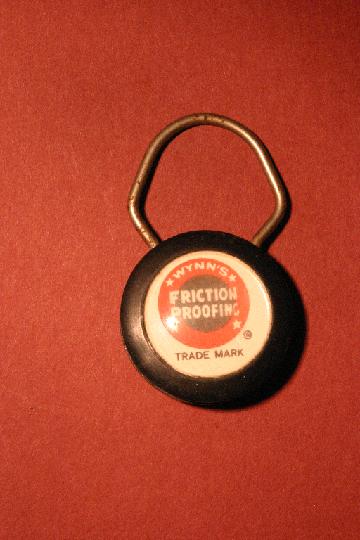 WYNN'S
FRICTION
PROOFING
®
TRADE MARK